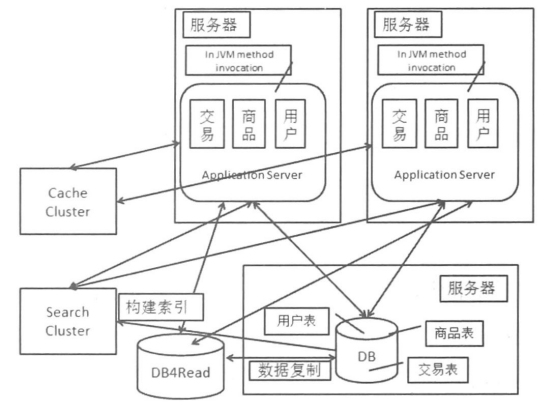 服务器
服务器
In JVM method
invocation
In JVM method
invocation
交易
商品
用户
交易
商品
用户
Application Server
Application Server
Cache
Cluster
Search
Cluster
构建索引
服务器
用户表
商品表
DB
交易表
DB4Read
数据复制